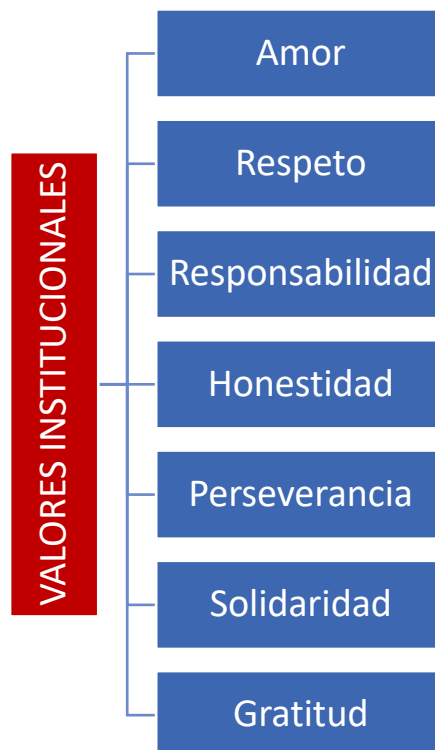 VALORES INSTITUCIONALES
Amor
Respeto
Responsabilidad
Honestidad
Perseverancia
Solidaridad
Gratitud